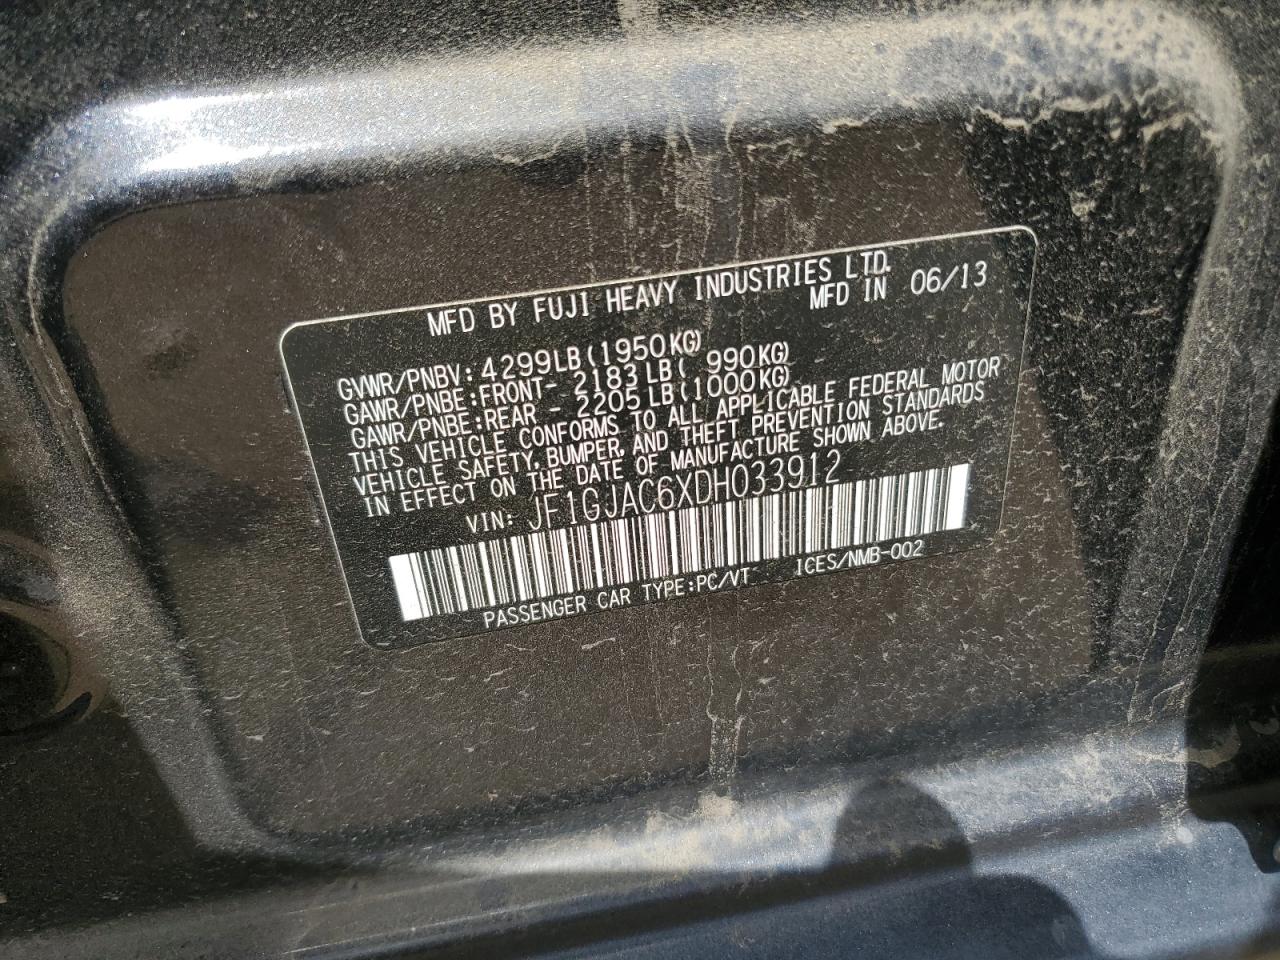 MFD BY FUJI HEAVY INDUSTRIES LTD.
MFD IN 06/13
GVWR/PNBV: 4299LB(1950KG)
GAWR/PNBE:FRONT- 2183LB( 990KG)
GAWR/PNBE:REAR - 2205LB(1000KG)
THIS VEHICLE CONFORMS TO ALL APPLICABLE FEDERAL MOTOR
VEHICLE SAFETY, BUMPER, AND THEFT PREVENTION STANDARDS
IN EFFECT ON THE DATE OF MANUFACTURE SHOWN ABOVE.
VIN: JF1GJAC6XDH033912
PASSENGER CAR TYPE:PC/VT ICES/NMB-002